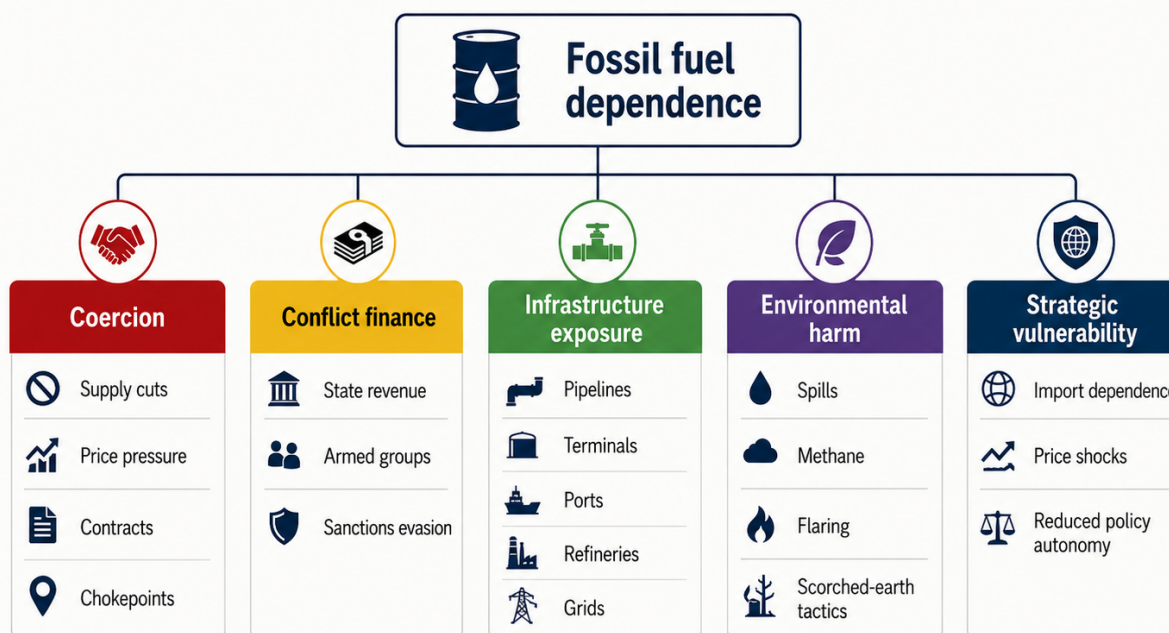 Fossil fuel
dependence
Coercion
Supply cuts
Price pressure
Contracts
Chokepoints
Conflict finance
State revenue
Armed groups
Sanctions evasion
Infrastructure
exposure
Pipelines
Terminals
Ports
Refineries
Grids
Environmental
harm
Spills
Methane
Flaring
Scorched-earth
tactics
Strategic
vulnerability
Import dependence
Price shocks
Reduced policy
autonomy